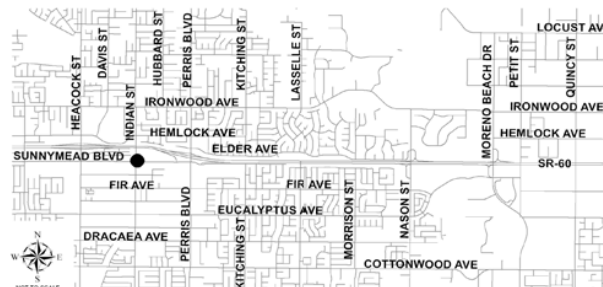 LOCUST AV
HEACOCK ST
DAVIS ST
INDIAN ST
HUBBARD ST
PERRIS BLVD
KITCHING ST
LASSELLE ST
MORENO BEACH DR
PETIT ST
QUINCY ST
IRONWOOD AVE
IRONWOOD AVE
HEMLOCK AVE
HEMLOCK AVE
ELDER AVE
SUNNYMEAD BLVD
SR-60
FIR AVE
FIR AVE
PERRIS BLVD
EUCALYPTUS AVE
KITCHING ST
MORRISON ST
NASON ST
DRACAEA AVE
COTTONWOOD AVE
N
W
E
S